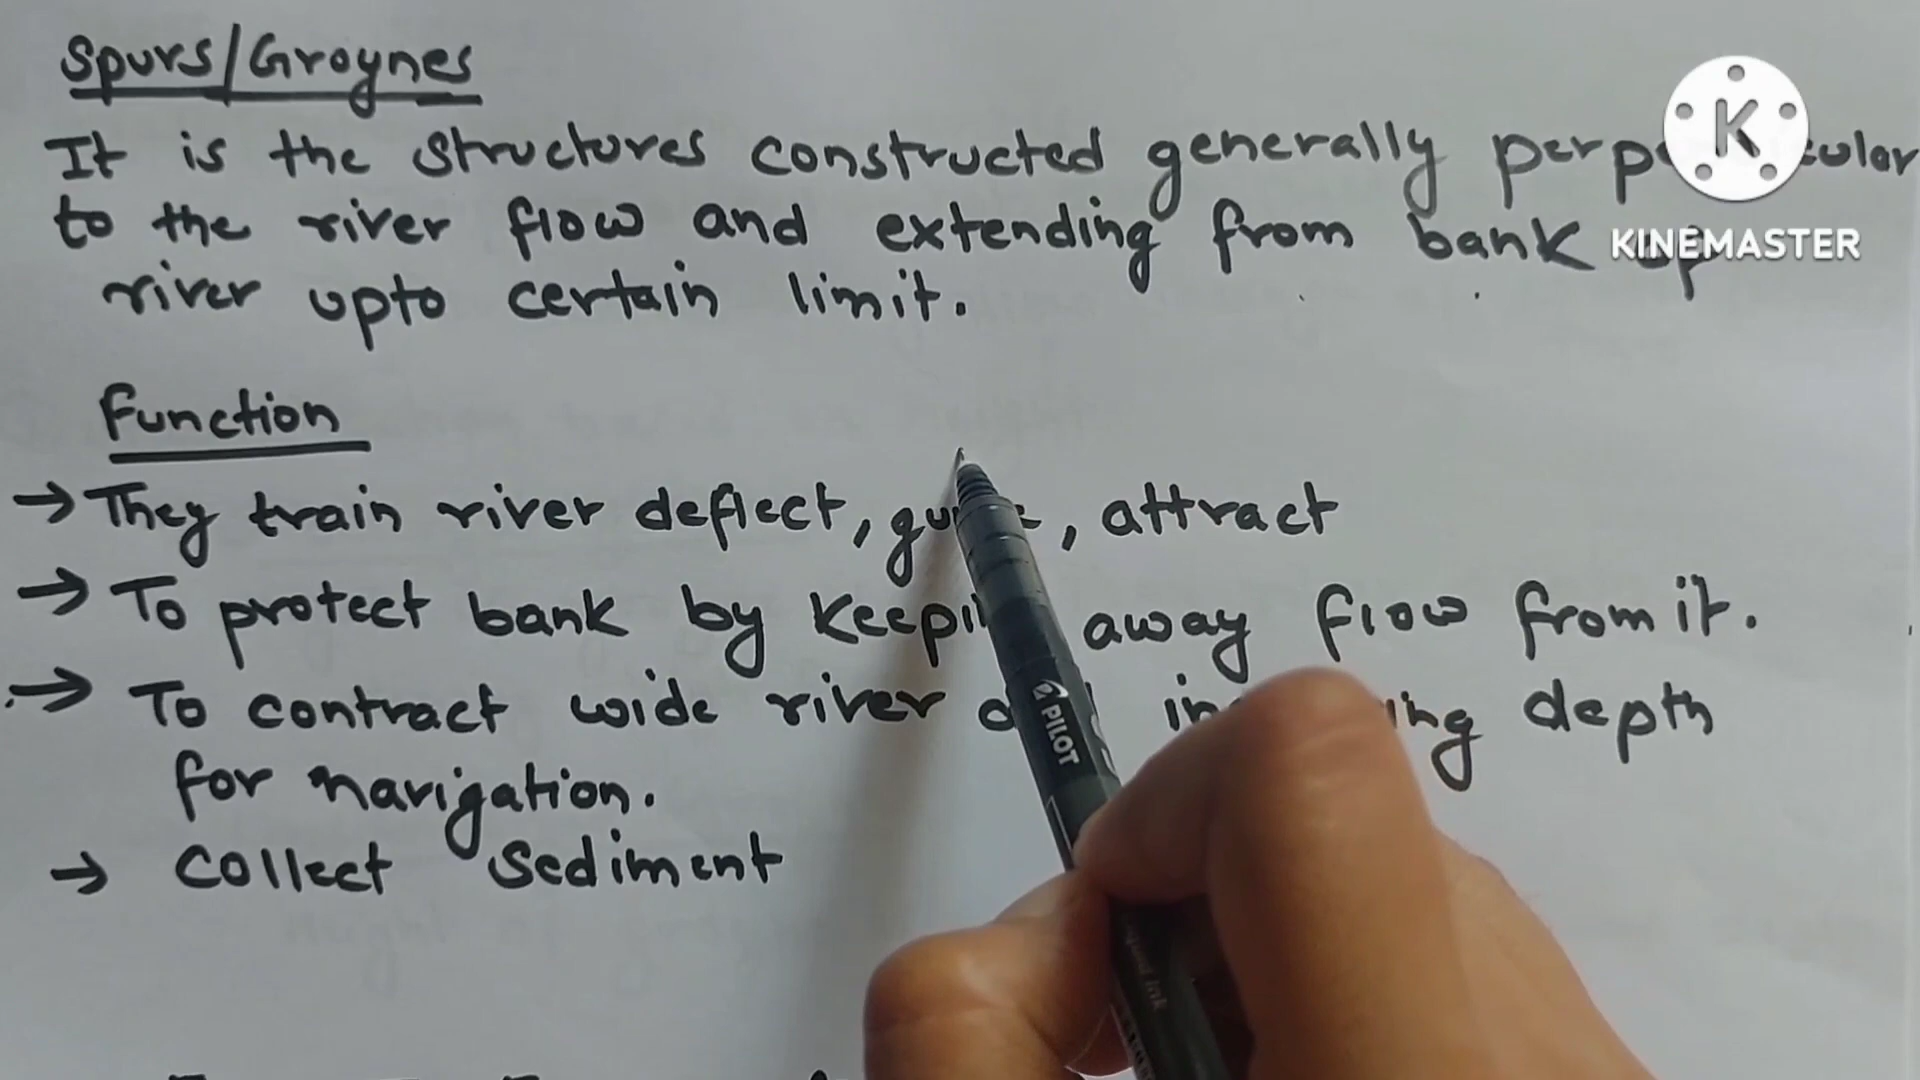 Spurs/Groynes
It is the structures constructed generally
to the river flow and extending from bank of
river upto certain limit.
Function
→ They train river deflect, , attract
→ To protect bank by away flow from it.
→ To contract wide river depth
for navigation.
→ Collect Sediment
K
KINEMASTER
PILOT